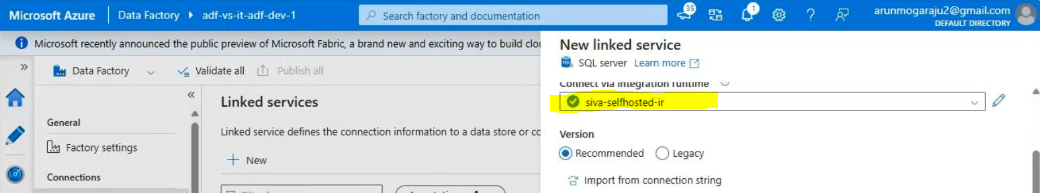 Microsoft Azure
Data Factory
adf-vs-it-adf-dev-1
Search factory and documentation
35
1
arunmogaraju2@gmail.com
DEFAULT DIRECTORY
Microsoft recently announced the public preview of Microsoft Fabric, a brand new and exciting way to build
Data Factory
Validate all
Publish all
General
Factory settings
Connections
Linked services
Linked service defines the connection information to a data store or
New
New linked service
SQL server
Learn more
Connect via integration runtime
siva-selfhosted-ir
Version
Recommended
Legacy
Import from connection string